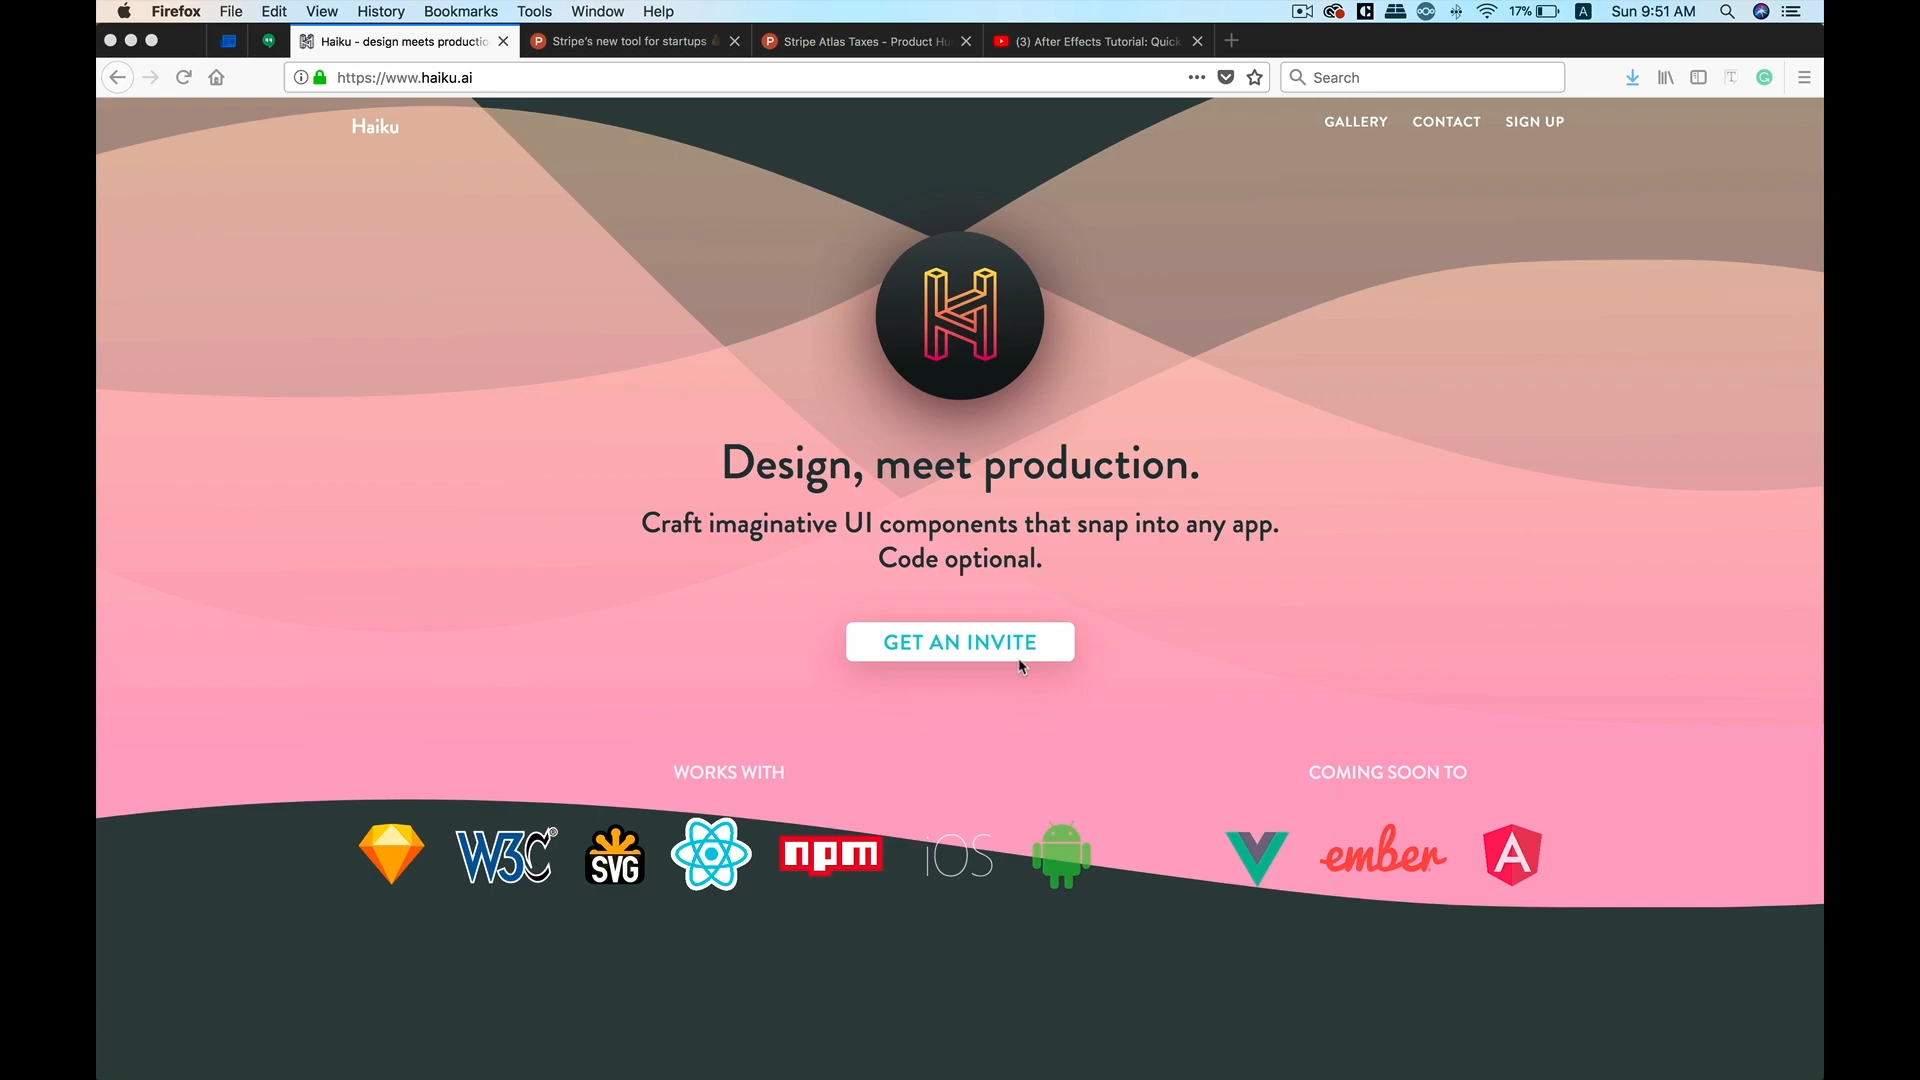 Firefox File Edit View History Bookmarks Tools Window Help 17% A Sun 9:51 AM
Haiku - design meets productio
Stripe's new tool for startups
Stripe Atlas Taxes - Product Hu
(3) After Effects Tutorial: Quick
https://www.haiku.ai
Search
Haiku
GALLERY CONTACT SIGN UP
Design, meet production.
Craft imaginative UI components that snap into any app.
Code optional.
GET AN INVITE
WORKS WITH
COMING SOON TO
W3C® SVG npm iOS
ember